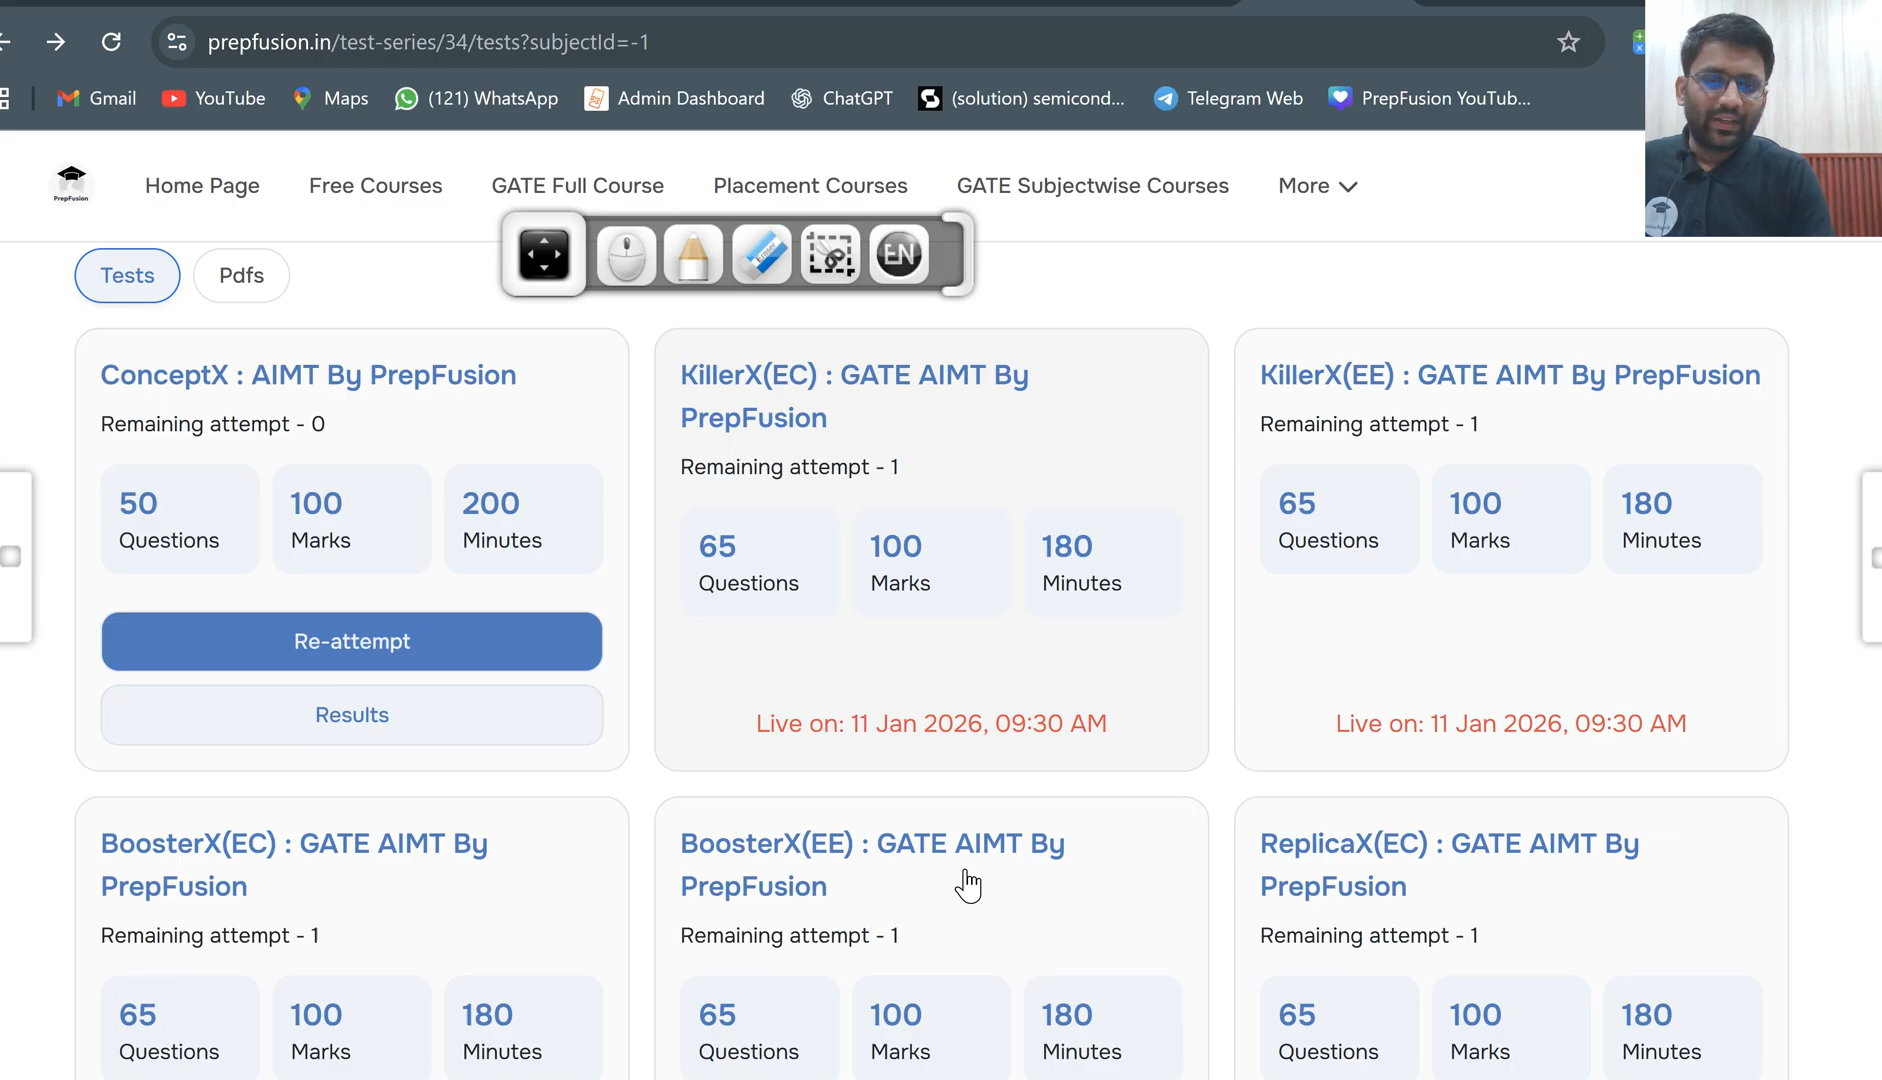 prepfusion.in/test-series/34/tests?subjectId=-1
Gmail YouTube Maps (121) WhatsApp Admin Dashboard ChatGPT (solution) semicond... Telegram Web PrepFusion YouTub...
PrepFusion
Home Page Free Courses GATE Full Course Placement Courses GATE Subjectwise Courses More
Tests Pdfs
EN
ConceptX : AIMT By PrepFusion
Remaining attempt - 0
50 100 200
Questions Marks Minutes
Re-attempt
Results
KillerX(EC) : GATE AIMT By
PrepFusion
Remaining attempt - 1
65 100 180
Questions Marks Minutes
Live on: 11 Jan 2026, 09:30 AM
KillerX(EE) : GATE AIMT By PrepFusion
Remaining attempt - 1
65 100 180
Questions Marks Minutes
Live on: 11 Jan 2026, 09:30 AM
BoosterX(EC) : GATE AIMT By
PrepFusion
Remaining attempt - 1
65 100 180
Questions Marks Minutes
BoosterX(EE) : GATE AIMT By
PrepFusion
Remaining attempt - 1
65 100 180
Questions Marks Minutes
ReplicaX(EC) : GATE AIMT By
PrepFusion
Remaining attempt - 1
65 100 180
Questions Marks Minutes